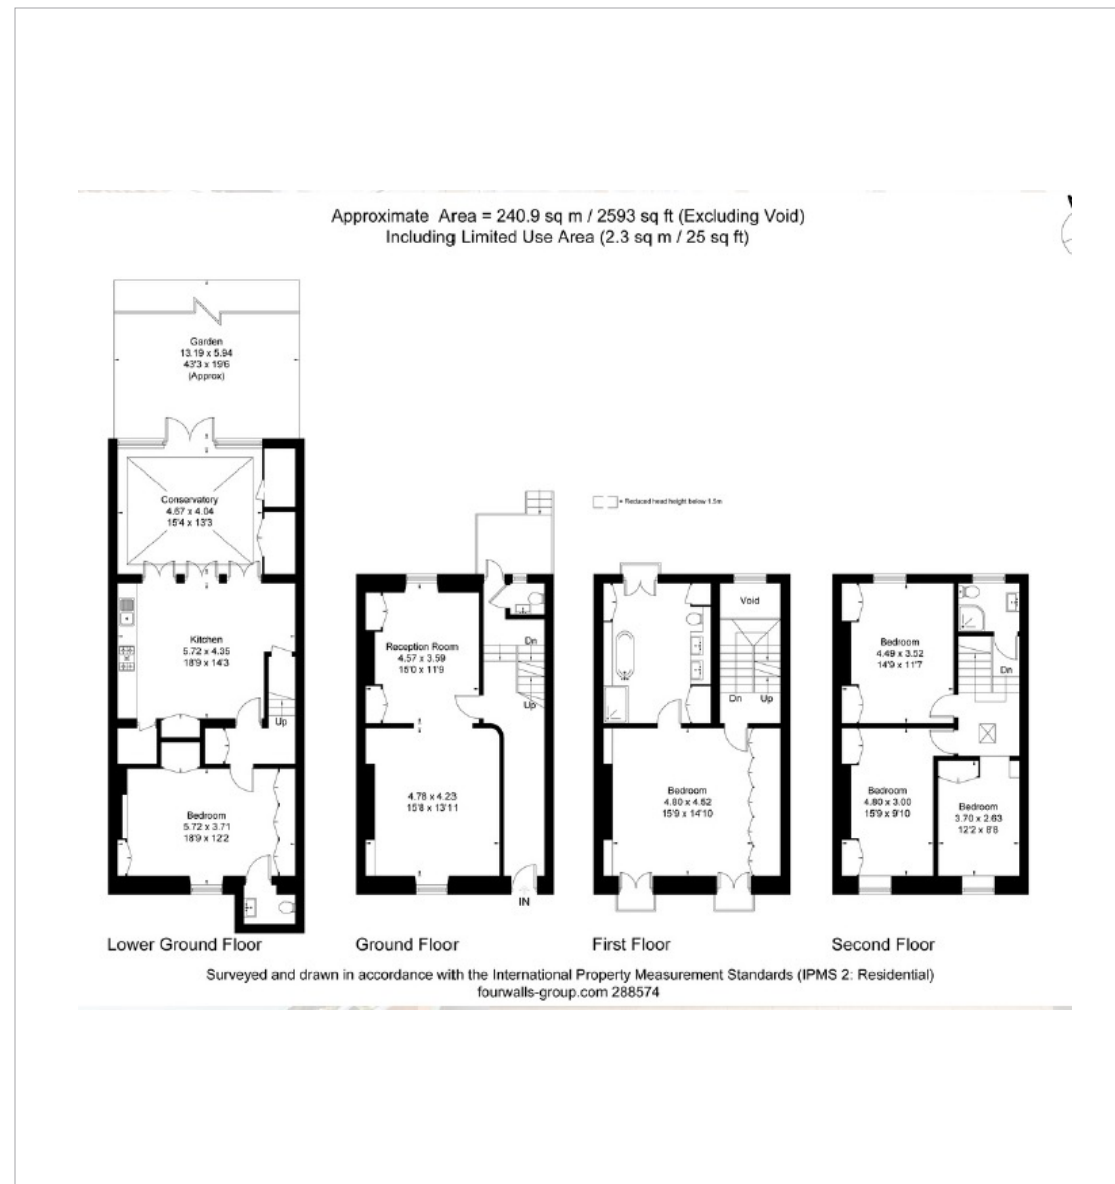 Approximate Area = 240.9 sq m / 2593 sq ft (Excluding Void)
Including Limited Use Area (2.3 sq m / 25 sq ft)
Garden
13.19 x 5.94
43'3 x 19'6
(Approx)
Conservatory
4.67 x 4.04
15'4 x 13'3
Kitchen
5.72 x 4.35
18'9 x 14'3
Up
Bedroom
5.72 x 3.71
18'9 x 12'2
Lower Ground Floor
Reception Room
4.57 x 3.59
15'0 x 11'9
Dn
Up
4.78 x 4.23
15'8 x 13'11
IN
Ground Floor
= Reduced head height below 1.5m
Void
Dn
Up
Bedroom
4.80 x 4.52
15'9 x 14'10
First Floor
Bedroom
4.49 x 3.52
14'9 x 11'7
Dn
Bedroom
4.80 x 3.00
15'9 x 9'10
Bedroom
3.70 x 2.63
12'2 x 8'8
Second Floor
Surveyed and drawn in accordance with the International Property Measurement Standards (IPMS 2: Residential)
fourwalls-group.com 288574